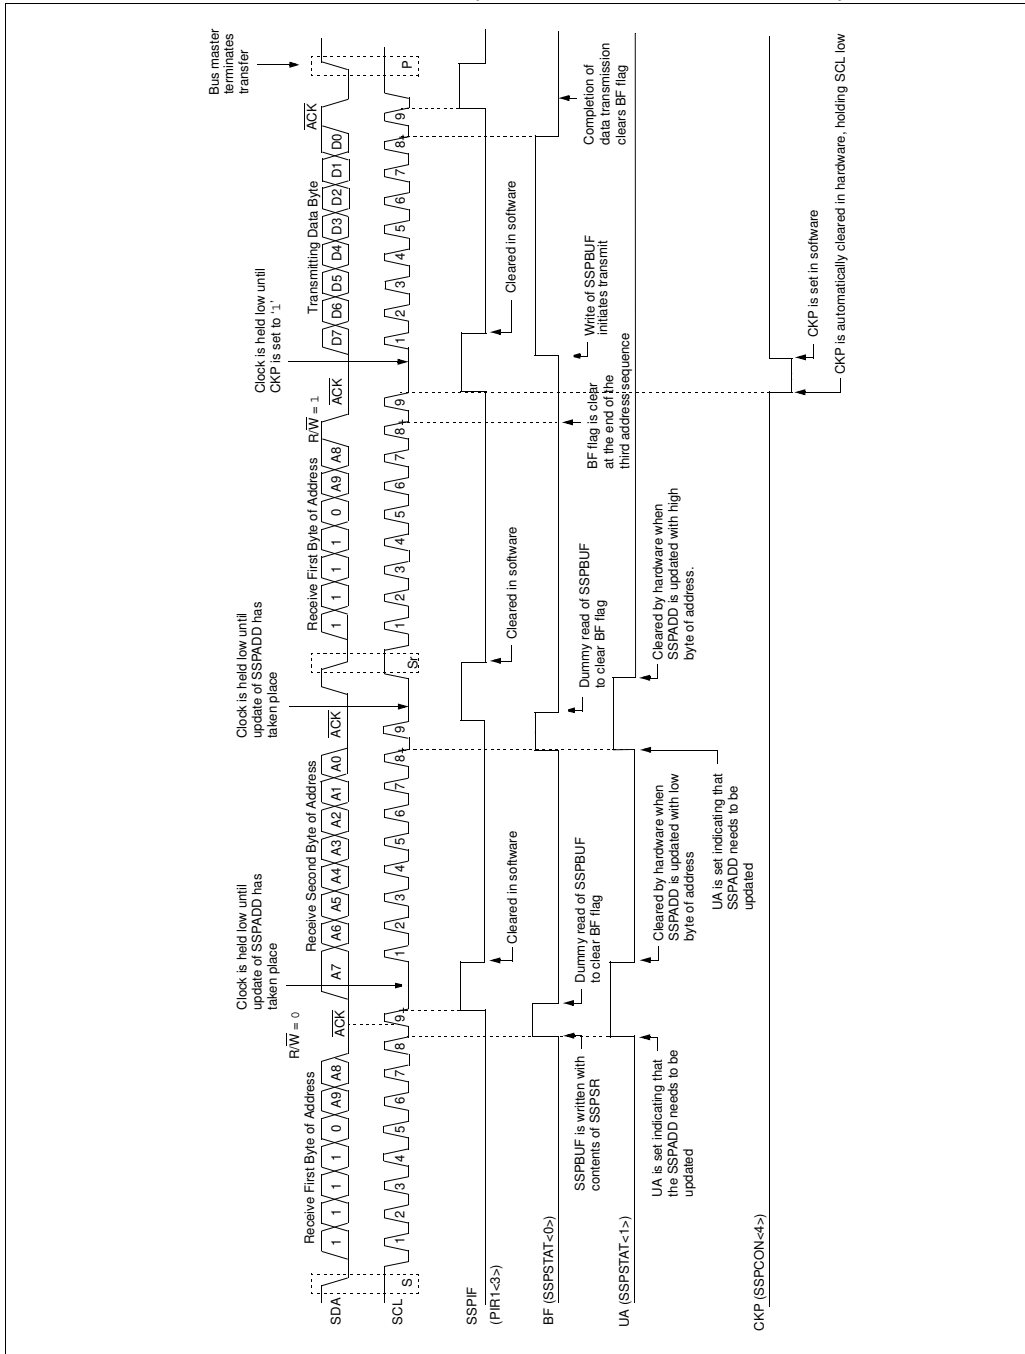 Receive First Byte of Address
R/W = 0
ACK
Clock is held low until
update of SSPADD has
taken place
Receive Second Byte of Address
ACK
Clock is held low until
update of SSPADD has
taken place
Receive First Byte of Address
R/W = 1
ACK
Clock is held low until
CKP is set to ‘1’
Transmitting Data Byte
ACK
Bus master
terminates
transfer
SDA
1 1 1 1 0 A9 A8
A7 A6 A5 A4 A3 A2 A1 A0
1 1 1 1 0 A9 A8
D7 D6 D5 D4 D3 D2 D1 D0
SCL
S 1 2 3 4 5 6 7 8 9
1 2 3 4 5 6 7 8 9
Sr 1 2 3 4 5 6 7 8 9
1 2 3 4 5 6 7 8 9 P
SSPIF
(PIR1<3>)
Cleared in software
Cleared in software
Cleared in software
BF (SSPSTAT<0>)
SSPBUF is written with
contents of SSPSR
Dummy read of SSPBUF
to clear BF flag
Dummy read of SSPBUF
to clear BF flag
BF flag is clear
at the end of the
third address sequence
Write of SSPBUF
initiates transmit
Completion of
data transmission
clears BF flag
UA (SSPSTAT<1>)
UA is set indicating that
the SSPADD needs to be
updated
Cleared by hardware when
SSPADD is updated with low
byte of address
UA is set indicating that
SSPADD needs to be
updated
Cleared by hardware when
SSPADD is updated with high
byte of address.
CKP (SSPCON<4>)
CKP is set in software
CKP is automatically cleared in hardware, holding SCL low